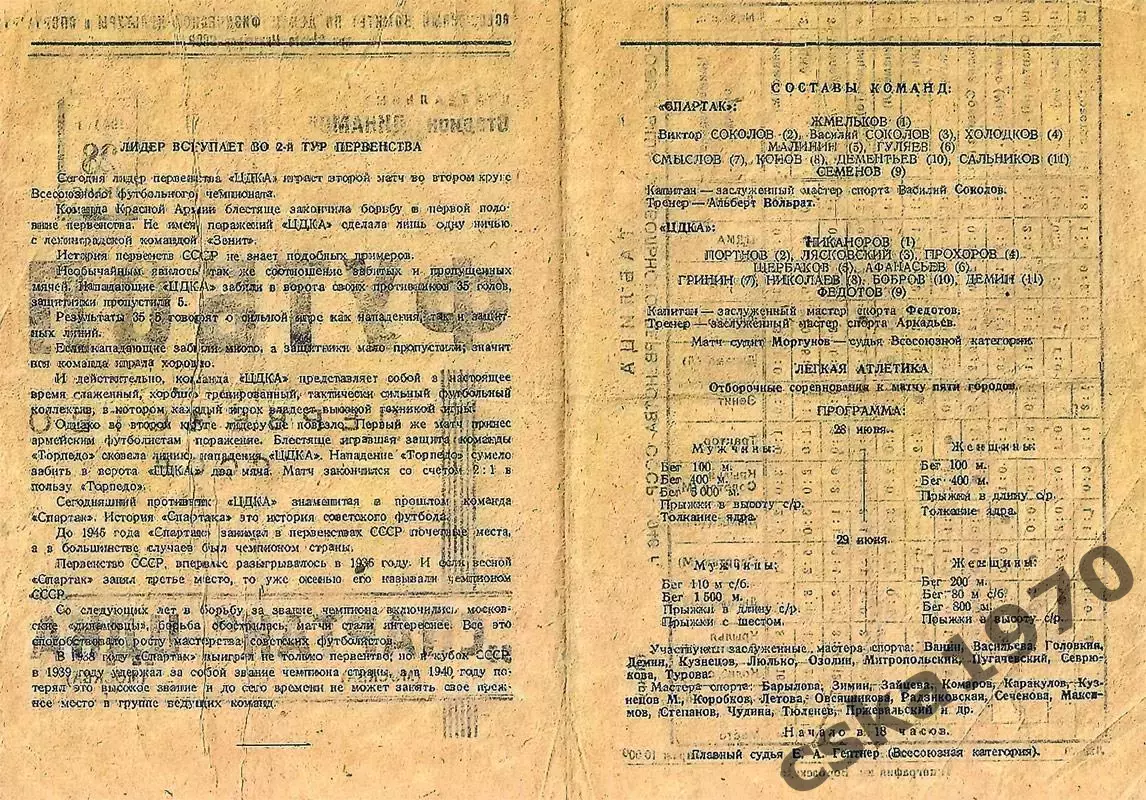 ЛИДЕР ВСТУПАЕТ ВО 2-й ТУР ПЕРВЕНСТВА
Сегодня лидер первенства «ЦДКА» играет второй матч во втором круге
Всесоюзного футбольного чемпионата.
Команда Красной Армии блестяще закончила борьбу в первой поло-
вине первенства. Не имея поражений «ЦДКА» сделала лишь одну ничью
с ленинградской командой «Зенит».
История первенств СССР не знает подобных примеров.
Необычайным явилось так же соотношение забитых и пропущенных
мячей. Нападающие «ЦДКА» забили в ворота своих противников 35 голов,
защитники пропустили 5.
Результаты 35:5 говорят о сильной игре как нападения, так и защит-
ных линий.
Если нападающие забили много, а защитники мало пропустили; значит
вся команда играла хорошо.
И действительно, команда «ЦДКА» представляет собой в настоящее
время слаженный, хорошо тренированный, тактически сильный футбольный
коллектив, в котором каждый игрок владеет высокой техникой игры.
Однако во второй круге лидеру не повезло. Первый же матч принес
армейским футболистам поражение. Блестяще игравшая защита команды
«Торпедо» сковала линию нападения «ЦДКА». Нападение «Торпедо» сумело
забить в ворота «ЦДКА» два мяча. Матч закончился со счетом 2:1 в
пользу «Торпедо».
Сегодняшний противник «ЦДКА» знаменитая в прошлом команда
«Спартак». История «Спартака» это история советского футбола.
До 1945 года «Спартак» занимал в первенствах СССР почетные места,
а в большинстве случаев был чемпионом страны.
Первенство СССР, впервые разыгрывалось в 1936 году. И если весной
«Спартак» занял третье место, то уже осенью его называли чемпионом
СССР.
Со следующих лет в борьбу за звание чемпиона включились москов-
ские «динамовцы», борьба обострилась, матчи стали интереснее. Все это
способствовало росту мастерства советских футболистов.
В 1938 году «Спартак» выиграл не только первенство, но и кубок СССР,
в 1939 году удержал за собой звание чемпиона страны, а в 1940 году по-
терял это высокое звание и до сего времени не может занять свое преж-
нее место в группе ведущих команд.
СОСТАВЫ КОМАНД:
«СПАРТАК»:
ЖМЕЛЬКОВ (1)
Виктор СОКОЛОВ (2), Василий СОКОЛОВ (3), ХОЛОДКОВ (4)
МАЛИНИН (5), ГУЛЯЕВ (6)
СМЫСЛОВ (7), КОНОВ (8), ДЕМЕНТЬЕВ (10), САЛЬНИКОВ (11)
СЕМЕНОВ (9)
Капитан — заслуженный мастер спорта Василий Соколов.
Тренер — Альберт Вольрат.
«ЦДКА»:
НИКАНОРОВ (1)
ПОРТНОВ (2), ЛЯСКОВСКИЙ (3), ПРОХОРОВ (4)
ЩЕРБАКОВ (5), АФАНАСЬЕВ (6)
ГРИНИН (7), НИКОЛАЕВ (8), БОБРОВ (10), ДЕМИН (11)
ФЕДОТОВ (9)
Капитан — заслуженный мастер спорта Федотов.
Тренер — заслуженный мастер спорта Аркадьев.
Матч судит Моргунов — судья Всесоюзной категории.
ЛЕГКАЯ АТЛЕТИКА
Отборочные соревнования к матчу пяти городов.
ПРОГРАММА:
28 июня.
Мужчины:
Бег 100 м.
Бег 400 м.
Бег 5 000 м.
Прыжки в высоту с/р.
Толкание ядра.
Женщины:
Бег 100 м.
Бег 400 м.
Прыжки в длину с/р.
Толкание ядра.
29 июня.
Мужчины:
Бег 110 м с/б.
Бег 1 500 м.
Прыжки в длину с/р.
Прыжки с шестом.
Женщины:
Бег 200 м.
Бег 80 м с/б.
Бег 800 м.
Прыжки в высоту с/р.
Участвуют заслуженные мастера спорта: Ванин, Васильева, Головкин,
Демин, Кузнецов, Люлько, Озолин, Митропольский, Пугачевский, Севрю-
кова, Турова.
Мастера спорта: Барылова, Зимин, Зайцева, Комаров, Каракулов, Куз-
нецов М., Коробков, Летова, Овсянникова, Радзиковская, Сеченова, Макси-
мов, Степанов, Чудина, Тюленев, Пржевальский и др.
Начало в 18 часов.
Главный судья Е. А. Гептнер (Всесоюзная категория).
cska1970